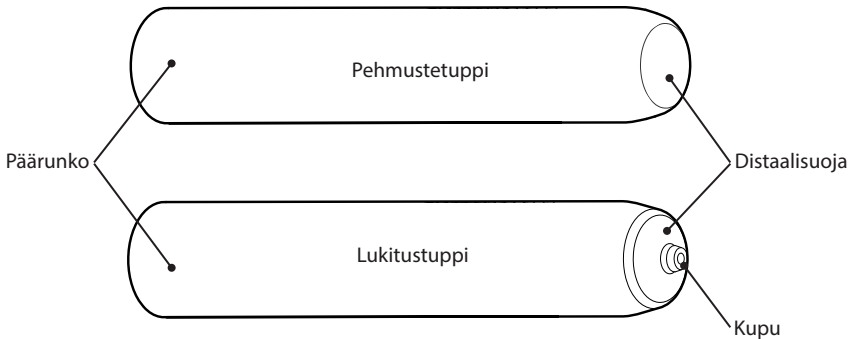 Pehmustetuppi
Päärunko
Distaalisuoja
Lukitustuppi
Kupu